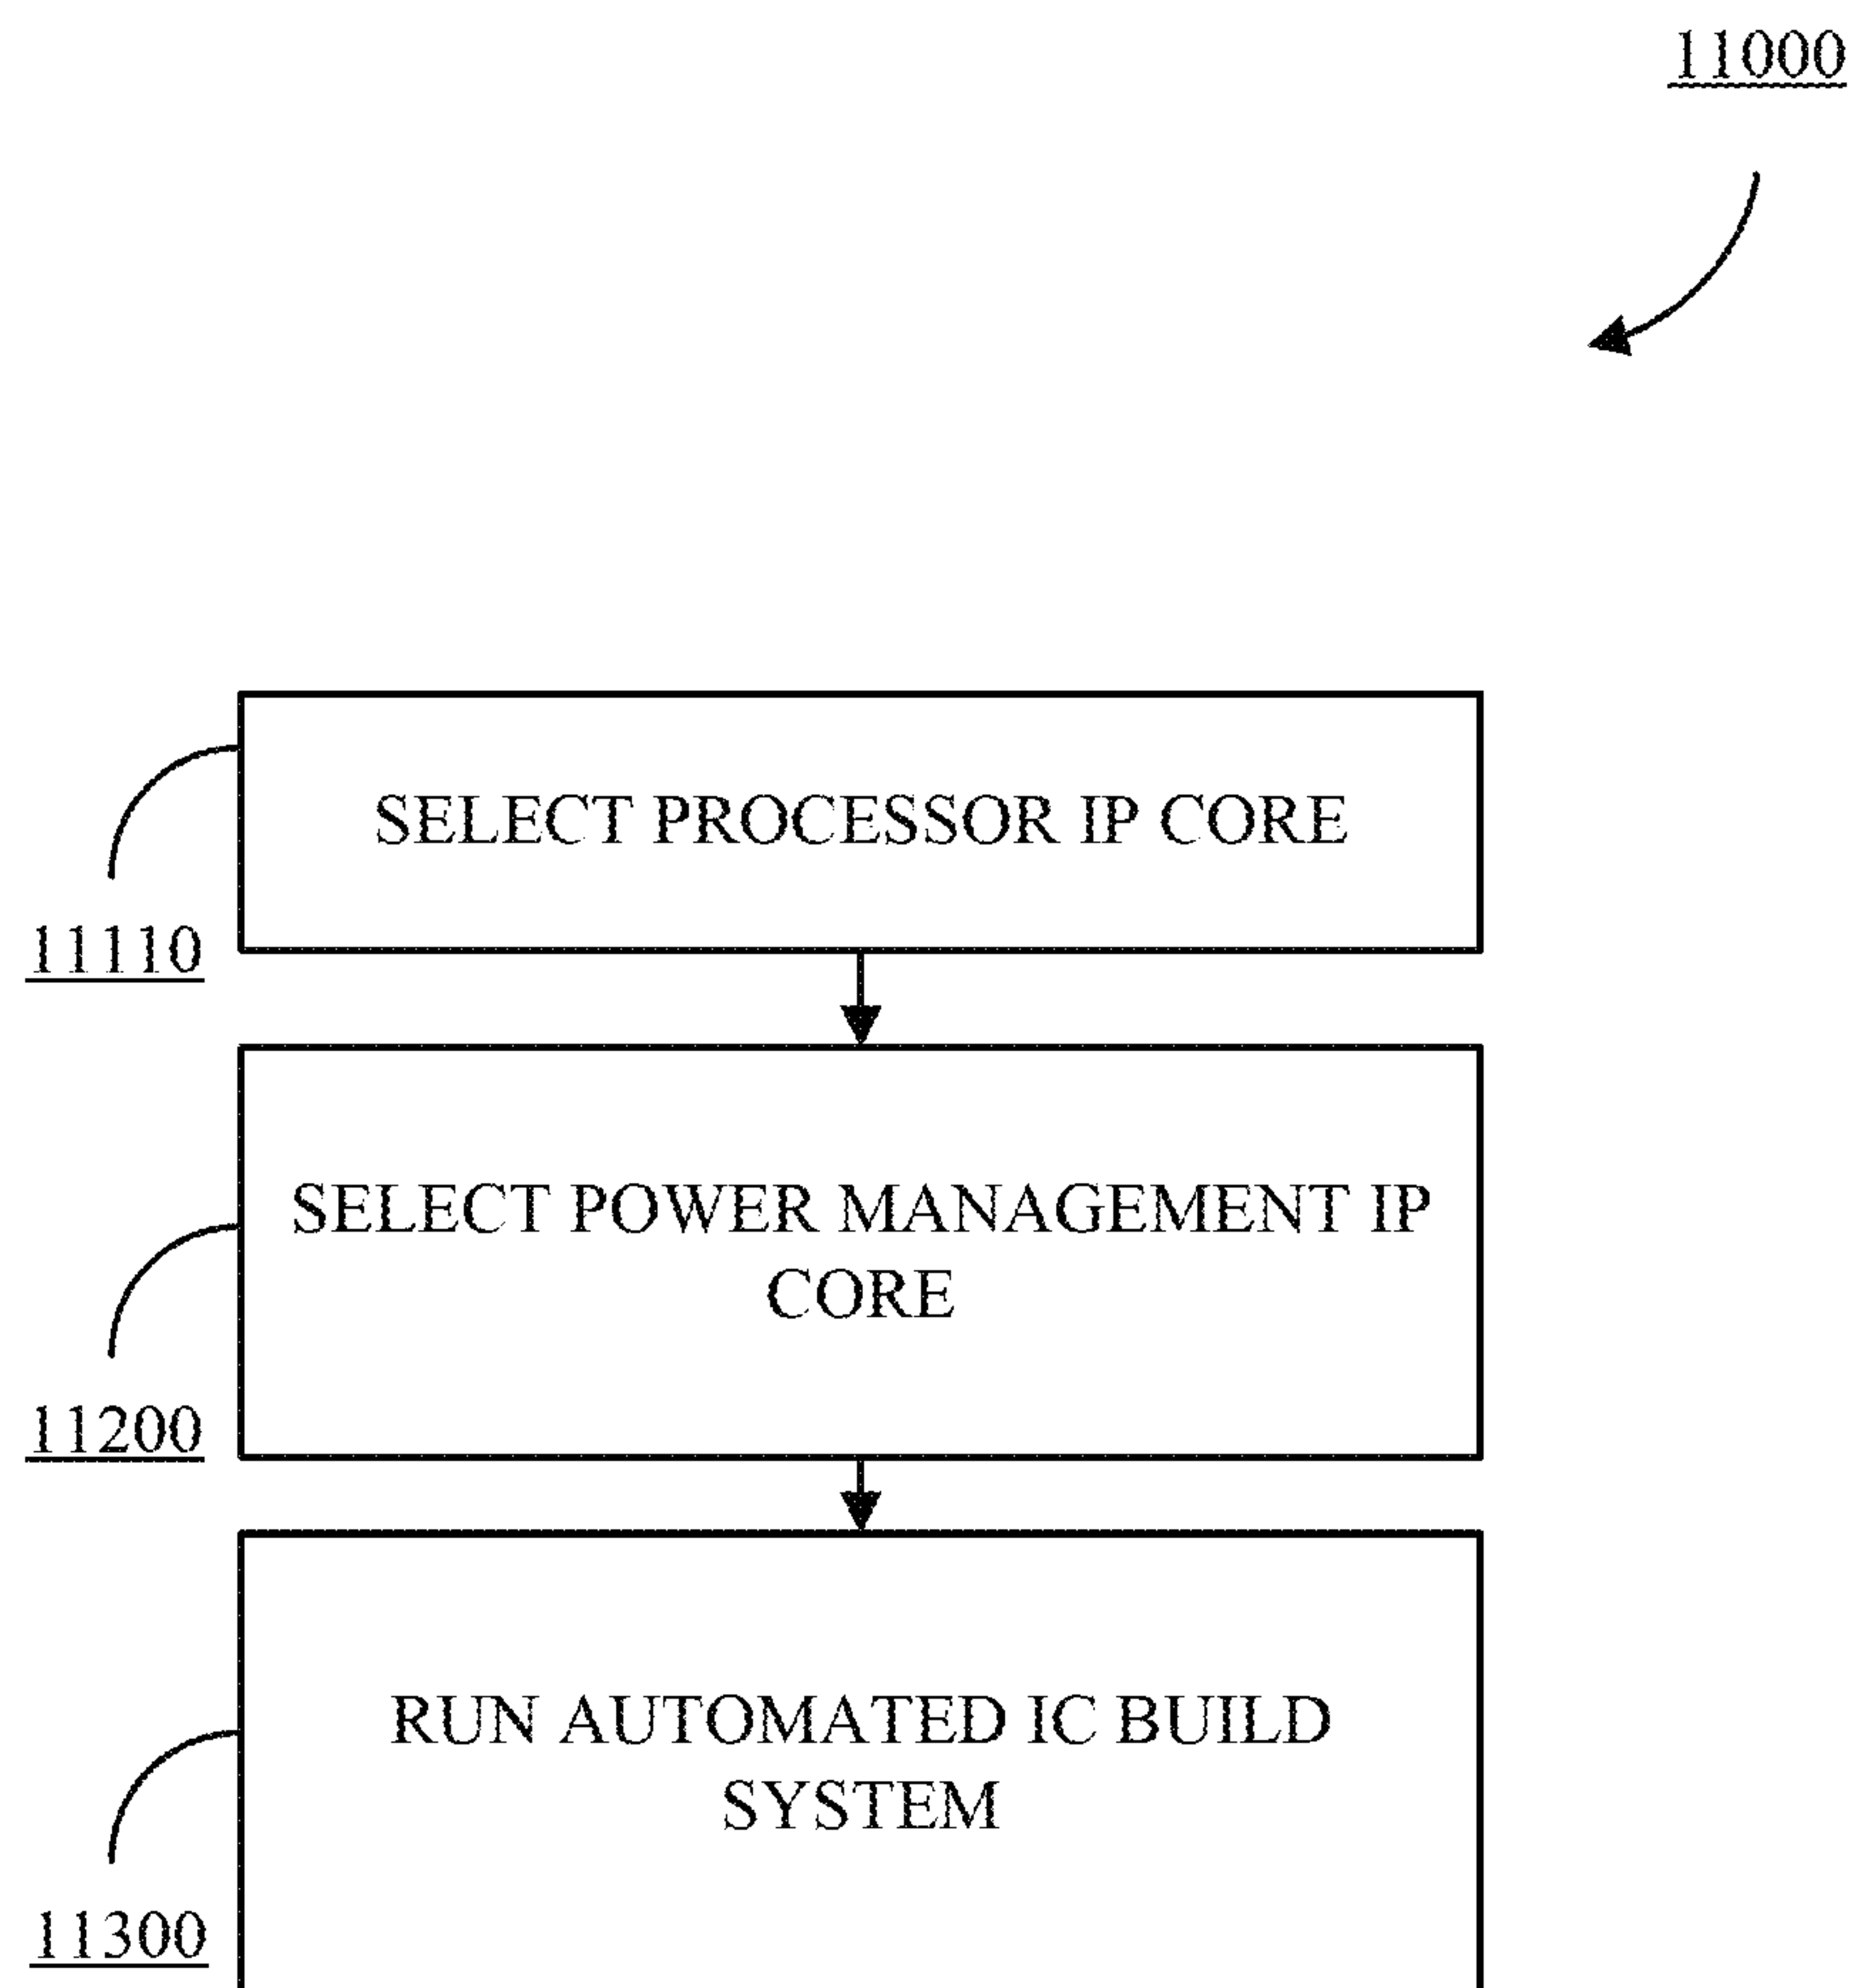 11000
SELECT PROCESSOR IP CORE
11110
SELECT POWER MANAGEMENT IP
CORE
11200
RUN AUTOMATED IC BUILD
SYSTEM
11300